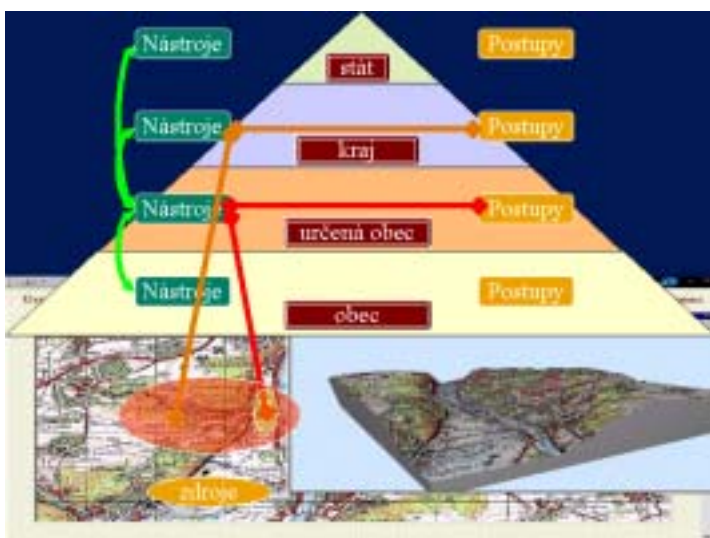 Nástroje
Postupy
stát
Nástroje
Postupy
kraj
Nástroje
Postupy
určená obec
Nástroje
Postupy
obec
zdroje